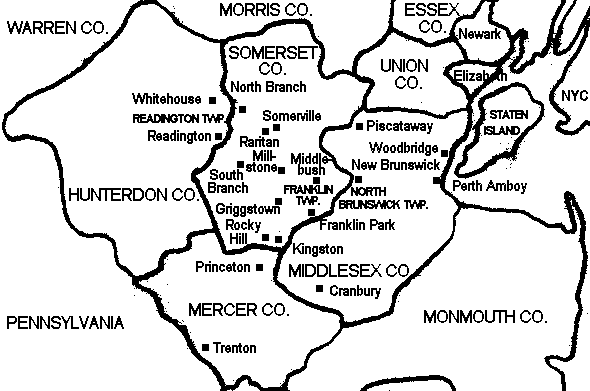 MORRIS CO.
ESSEX
CO.
WARREN CO.
Newark
SOMERSET
CO.
UNION
CO.
Elizabeth
North Branch
NYC
Whitehouse
READINGTON TWP.
Somerville
STATEN
ISLAND
Piscataway
Readington
Raritan
Woodbridge
Mill-
stone
Middle-
bush
New Brunswick
South
Branch
HUNTERDON CO.
FRANKLIN
TWP.
NORTH
BRUNSWICK TWP.
Perth Amboy
Griggstown
Rocky
Hill
Franklin Park
Kingston
Princeton
MIDDLESEX CO
Cranbury
MERCER CO.
PENNSYLVANIA
MONMOUTH CO.
Trenton